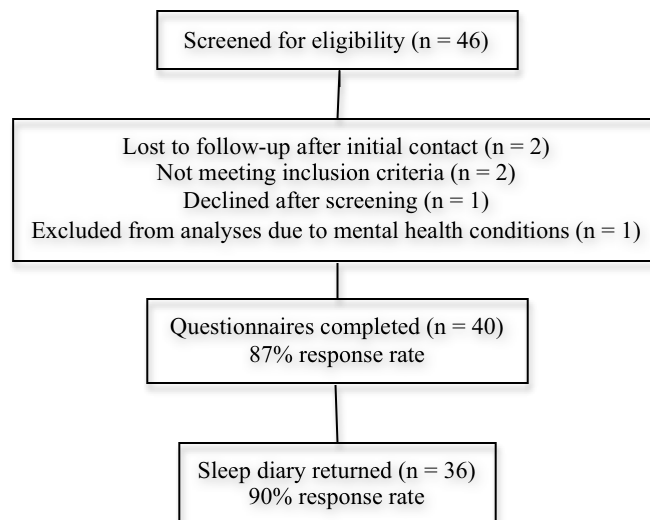 Screened for eligibility (n = 46)
Lost to follow-up after initial contact (n = 2)
Not meeting inclusion criteria (n = 2)
Declined after screening (n = 1)
Excluded from analyses due to mental health conditions (n = 1)
Questionnaires completed (n = 40)
87% response rate
Sleep diary returned (n = 36)
90% response rate